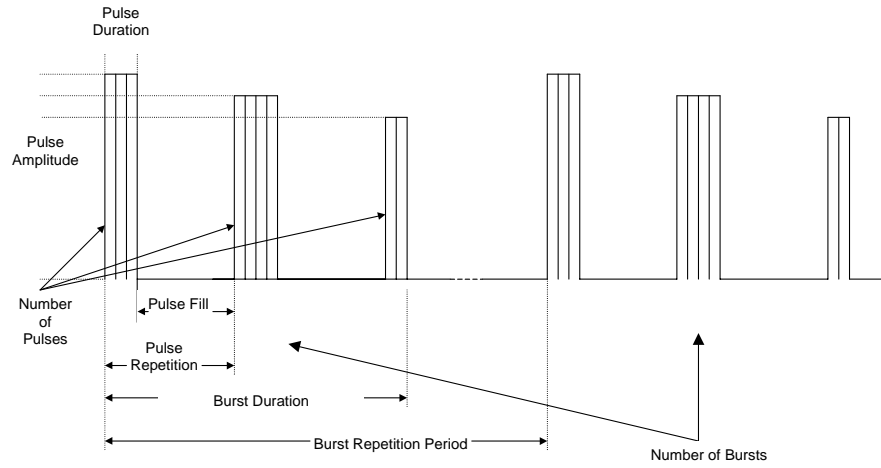 Pulse
Duration
Pulse
Amplitude
Number
of
Pulses
Pulse Fill
Pulse
Repetition
Burst Duration
Burst Repetition Period
Number of Bursts